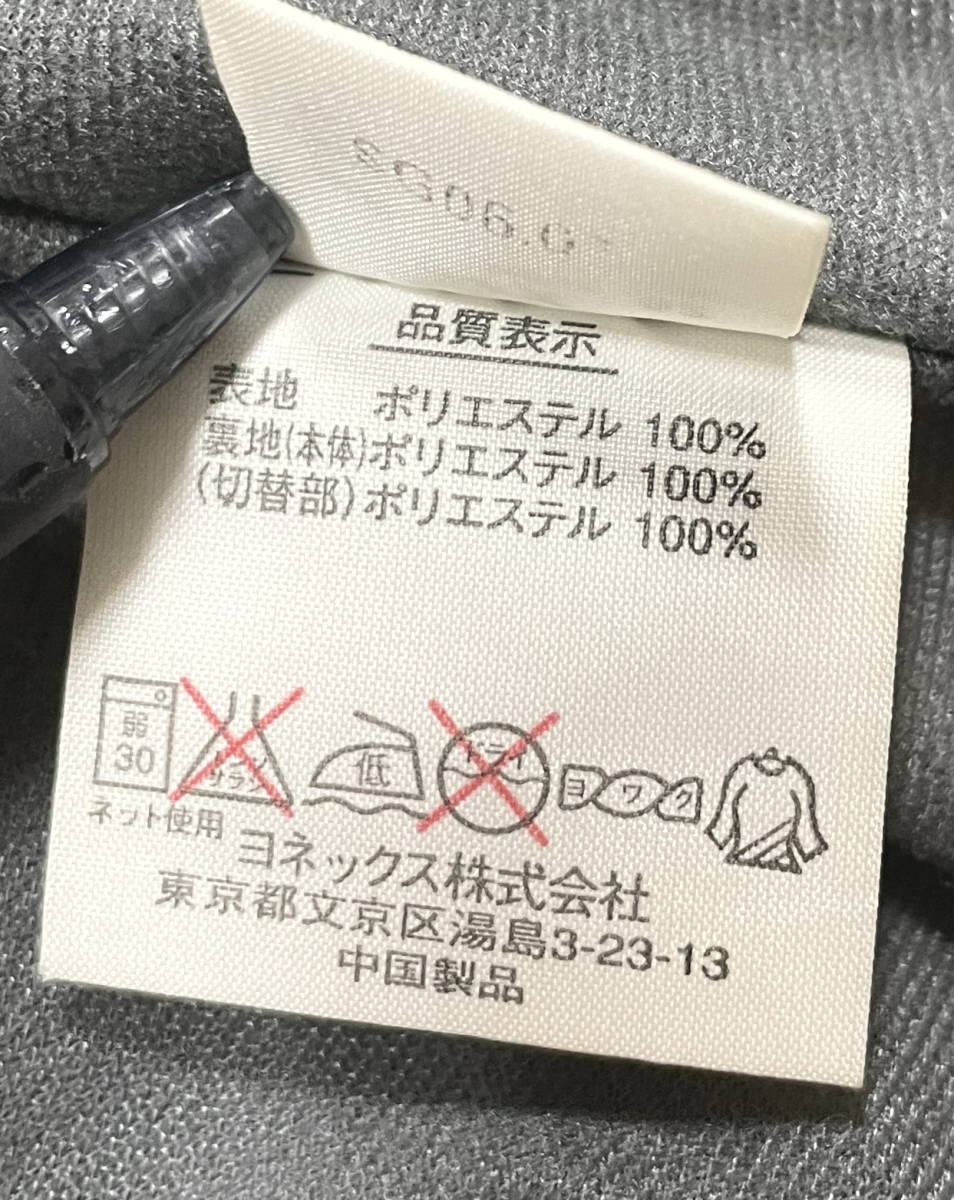 品質表示
表地 ポリエステル 100%
裏地(本体)ポリエステル 100%
(切替部)ポリエステル 100%
弱
30
低
ドライ
ヨワク
ネット使用
ヨネックス株式会社
東京都文京区湯島3-23-13
中国製品